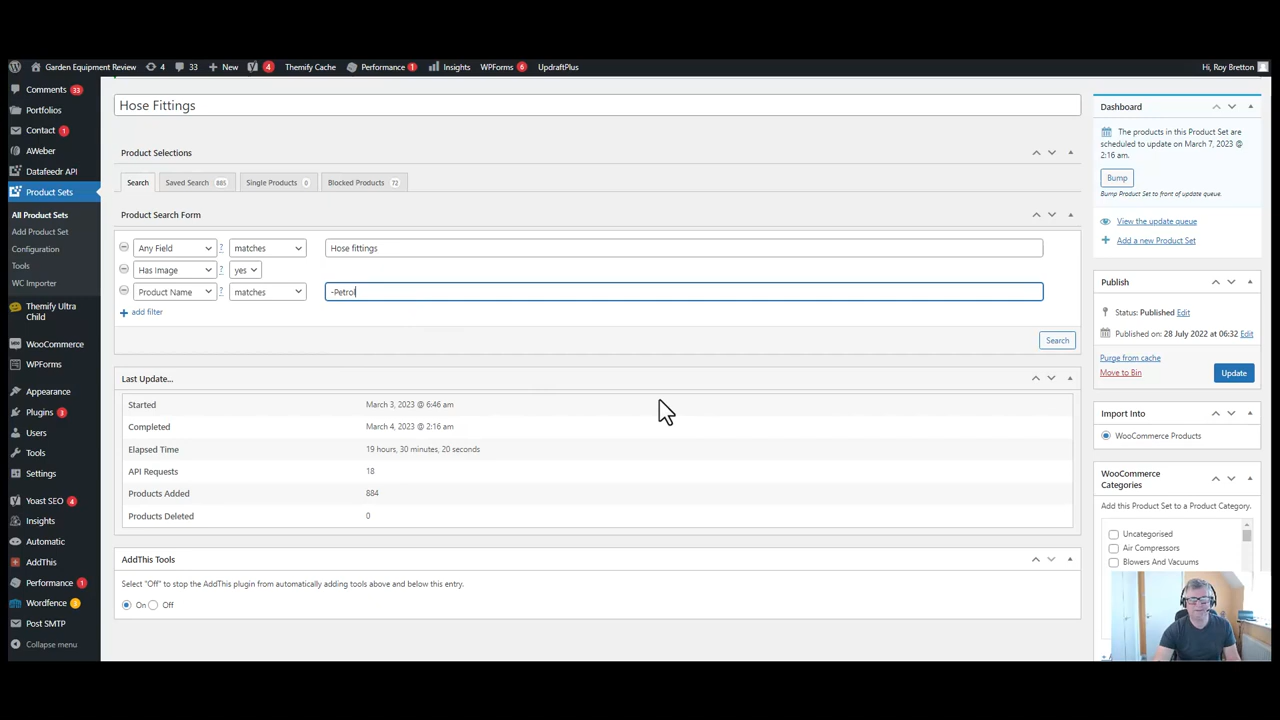 Garden Equipment Review
4
33
New
4
Themify Cache
Performance
1
Insights
WPForms
6
UpdraftPlus
Hi, Roy Bretton
Comments
33
Portfolios
Contact
1
AWeber
Datafeedr API
Product Sets
All Product Sets
Add Product Set
Configuration
Tools
WC Importer
Themify Ultra
Child
WooCommerce
WPForms
Appearance
Plugins
3
Users
Tools
Settings
Yoast SEO
4
Insights
Automatic
AddThis
Performance
1
Wordfence
3
Post SMTP
Collapse menu
Hose Fittings
Product Selections
Search
Saved Search
885
Single Products
0
Blocked Products
72
Product Search Form
Any Field
?
matches
Hose fittings
Has Image
?
yes
Product Name
?
matches
-Petrol
add filter
Search
Last Update...
Started
March 3, 2023 @ 6:46 am
Completed
March 4, 2023 @ 2:16 am
Elapsed Time
19 hours, 30 minutes, 20 seconds
API Requests
18
Products Added
884
Products Deleted
0
AddThis Tools
Select "Off" to stop the AddThis plugin from automatically adding tools above and below this entry.
On
Off
Dashboard
The products in this Product Set are
scheduled to update on March 7, 2023 @
2:16 am.
Bump
Bump Product Set to front of update queue.
View the update queue
Add a new Product Set
Publish
Status: Published Edit
Published on: 28 July 2022 at 06:32 Edit
Purge from cache
Move to Bin
Update
Import Into
WooCommerce Products
WooCommerce
Categories
Add this Product Set to a Product Category.
Uncategorised
Air Compressors
Blowers And Vacuums